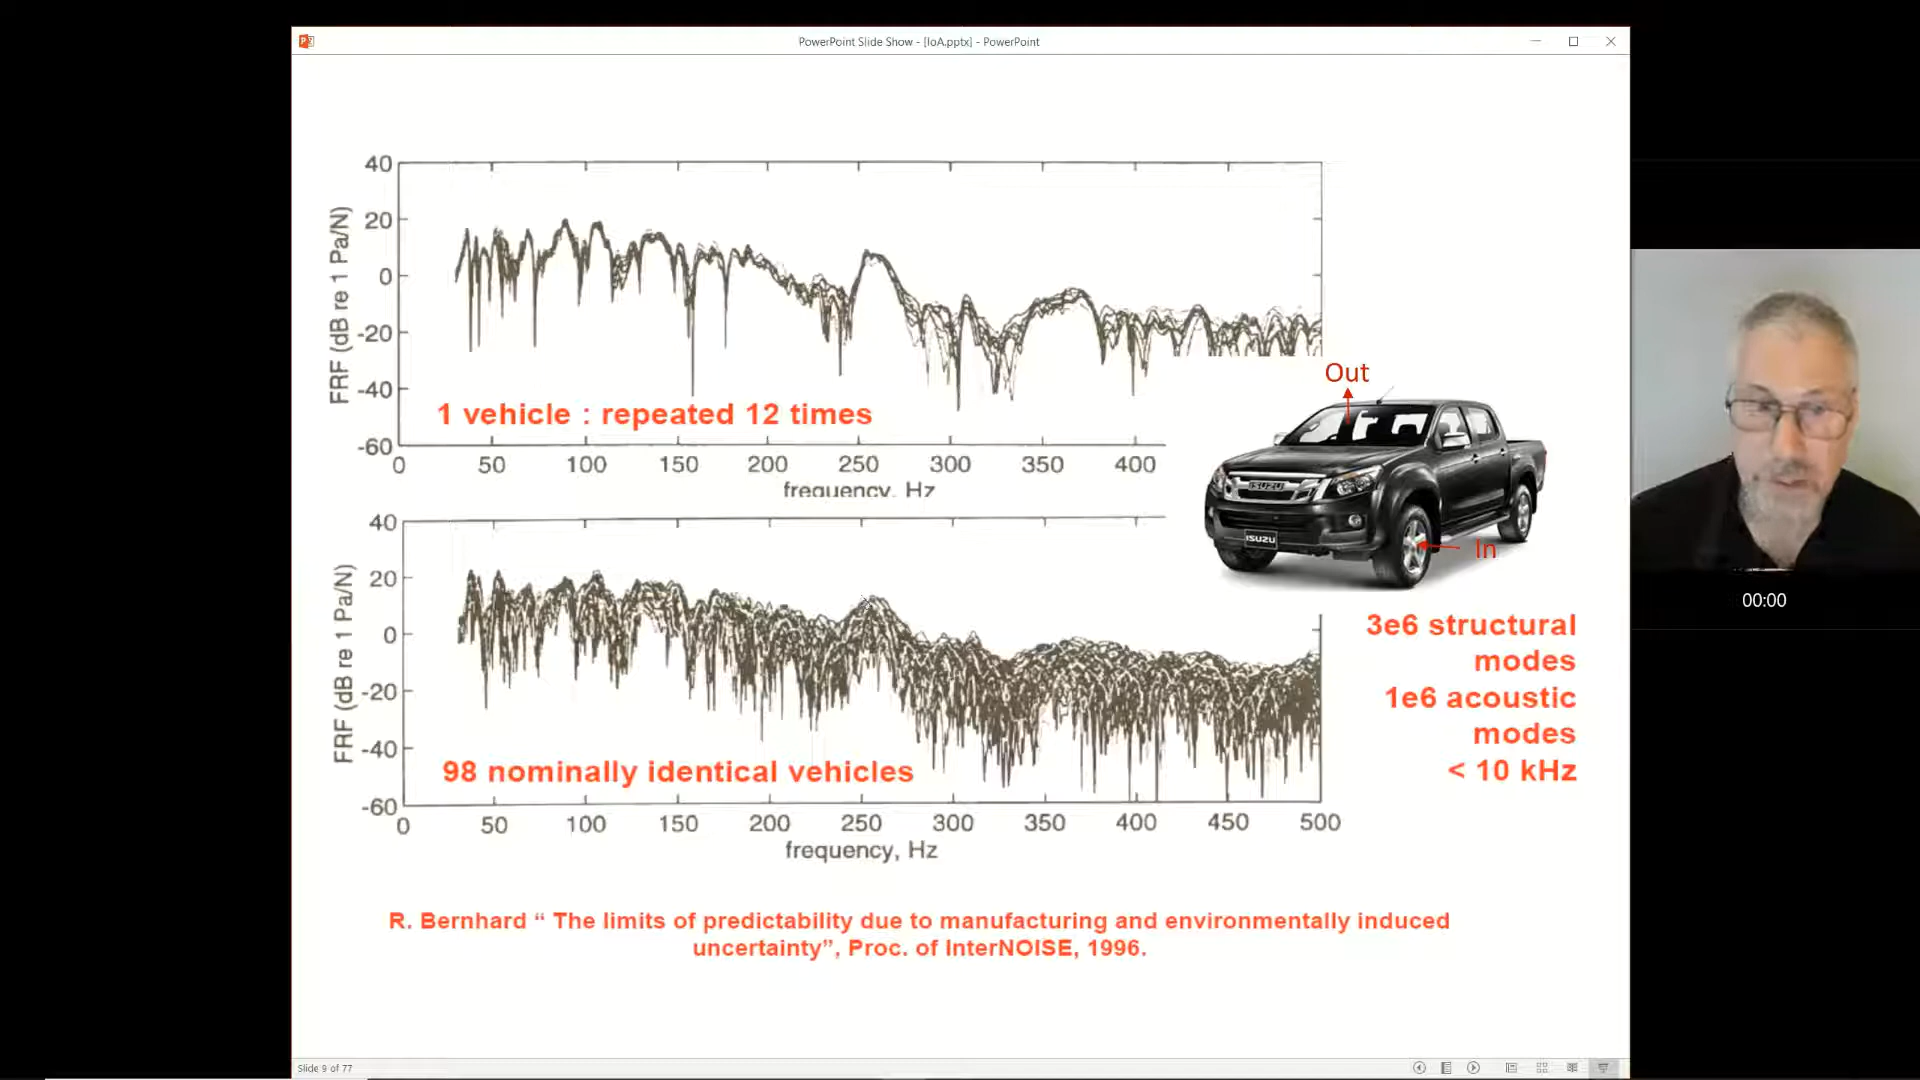 PowerPoint Slide Show - [IoA.pptx] - PowerPoint
40
20
0
-20
-40
-60
FRF (dB re 1 Pa/N)
1 vehicle : repeated 12 times
0 50 100 150 200 250 300 350 400
frequency, Hz
Out
In
ISUZU
ISUZU
40
20
0
-20
-40
-60
FRF (dB re 1 Pa/N)
98 nominally identical vehicles
0 50 100 150 200 250 300 350 400 450 500
frequency, Hz
3e6 structural
modes
1e6 acoustic
modes
< 10 kHz
00:00
R. Bernhard “ The limits of predictability due to manufacturing and environmentally induced
uncertainty”, Proc. of InterNOISE, 1996.
Slide 9 of 77